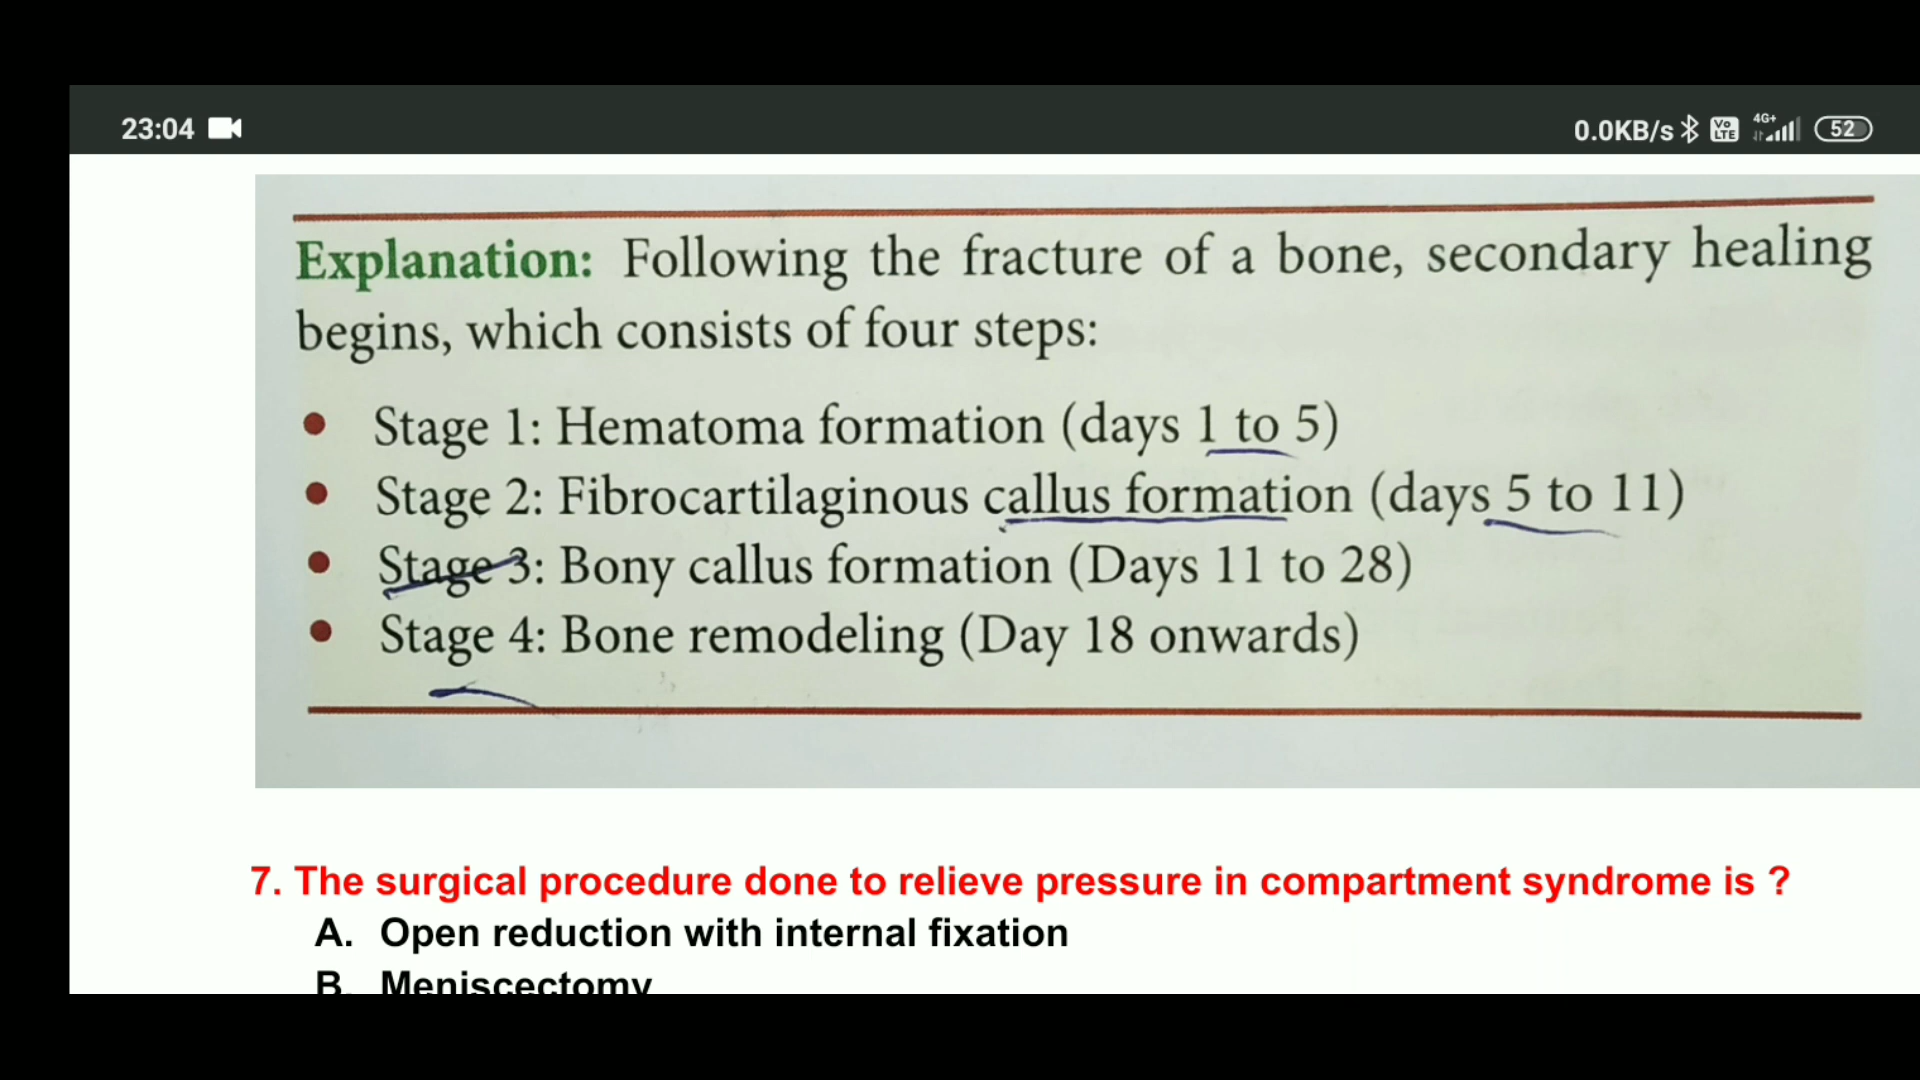 23:04
0.0KB/s Vo LTE 4G+ 52
Explanation: Following the fracture of a bone, secondary healing
begins, which consists of four steps:
• Stage 1: Hematoma formation (days 1 to 5)
• Stage 2: Fibrocartilaginous callus formation (days 5 to 11)
• Stage 3: Bony callus formation (Days 11 to 28)
• Stage 4: Bone remodeling (Day 18 onwards)
7. The surgical procedure done to relieve pressure in compartment syndrome is ?
A. Open reduction with internal fixation
B. Meniscectomy